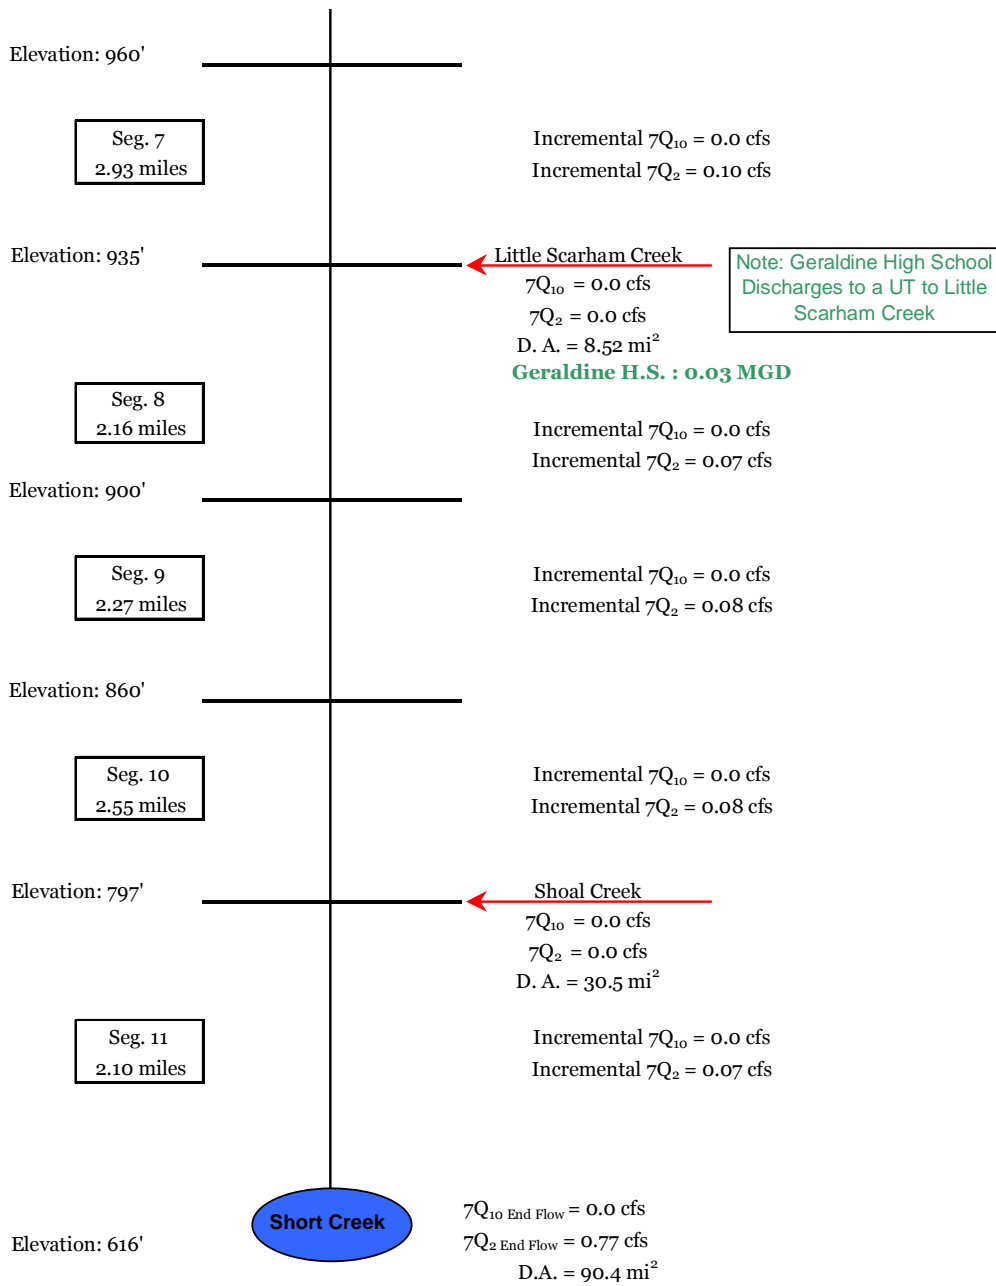 Elevation: 960'
Seg. 7
2.93 miles
Incremental 7Q₁₀ = 0.0 cfs
Incremental 7Q₂ = 0.10 cfs
Elevation: 935'
Little Scarham Creek
7Q₁₀ = 0.0 cfs
7Q₂ = 0.0 cfs
D. A. = 8.52 mi²
Geraldine H.S. : 0.03 MGD
Note: Geraldine High School
Discharges to a UT to Little
Scarham Creek
Seg. 8
2.16 miles
Incremental 7Q₁₀ = 0.0 cfs
Incremental 7Q₂ = 0.07 cfs
Elevation: 900'
Seg. 9
2.27 miles
Incremental 7Q₁₀ = 0.0 cfs
Incremental 7Q₂ = 0.08 cfs
Elevation: 860'
Seg. 10
2.55 miles
Incremental 7Q₁₀ = 0.0 cfs
Incremental 7Q₂ = 0.08 cfs
Elevation: 797'
Shoal Creek
7Q₁₀ = 0.0 cfs
7Q₂ = 0.0 cfs
D. A. = 30.5 mi²
Seg. 11
2.10 miles
Incremental 7Q₁₀ = 0.0 cfs
Incremental 7Q₂ = 0.07 cfs
Short Creek
Elevation: 616'
7Q₁₀ End Flow = 0.0 cfs
7Q₂ End Flow = 0.77 cfs
D.A. = 90.4 mi²